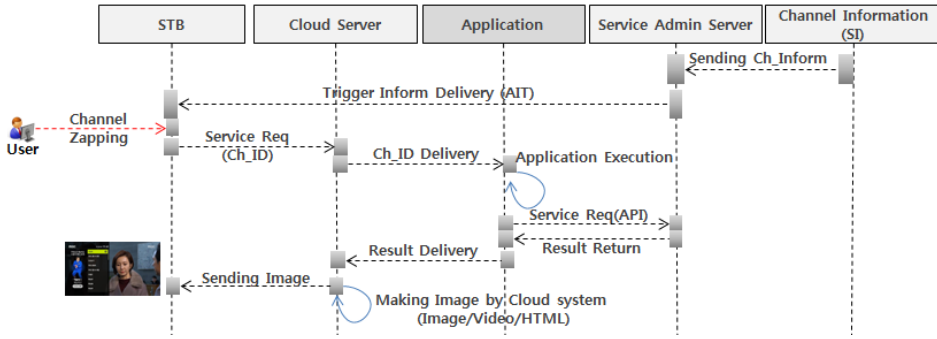 STB
Cloud Server
Application
Service Admin Server
Channel Information
(SI)
Sending Ch_Inform
Trigger Inform Delivery (AIT)
Channel
Zapping
User
Service Req
(Ch_ID)
Ch_ID Delivery
Application Execution
Service Req(API)
Result Return
Result Delivery
Sending Image
Making Image by Cloud system
(Image/Video/HTML)